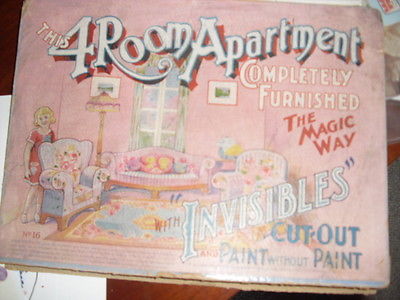 THIS
4 ROOM APARTMENT
COMPLETELY
FURNISHED
THE MAGIC
WAY
WITH "INVISIBLES"
CUT-OUT
AND PAINT WITHOUT PAINT
No 16